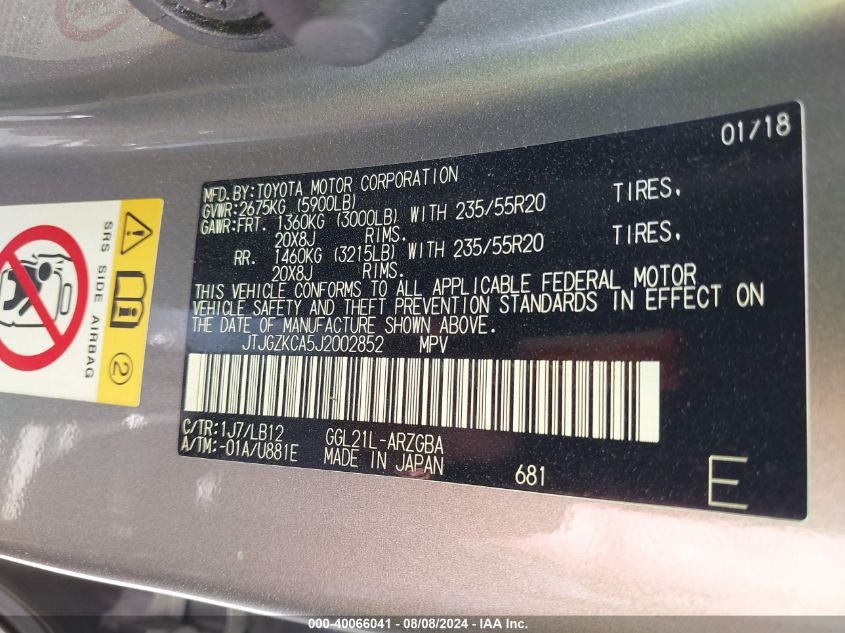 01/18
MFD. BY: TOYOTA MOTOR CORPORATION
GVWR: 2675KG (5900LB)
GAWR: FRT. 1360KG (3000LB) WITH 235/55R20 TIRES,
20X8J RIMS.
RR. 1460KG (3215LB) WITH 235/55R20 TIRES,
20X8J RIMS.
THIS VEHICLE CONFORMS TO ALL APPLICABLE FEDERAL MOTOR
VEHICLE SAFETY AND THEFT PREVENTION STANDARDS IN EFFECT ON
THE DATE OF MANUFACTURE SHOWN ABOVE.
JTJGZKCA5J2002852 MPV
C/TR: 1J7/LB12 GGL21L-ARZGBA
A/TM: -01A/U881E MADE IN JAPAN 681
E
SRS SIDE AIRBAG
2
000-40066041 - 08/08/2024 - IAA Inc.